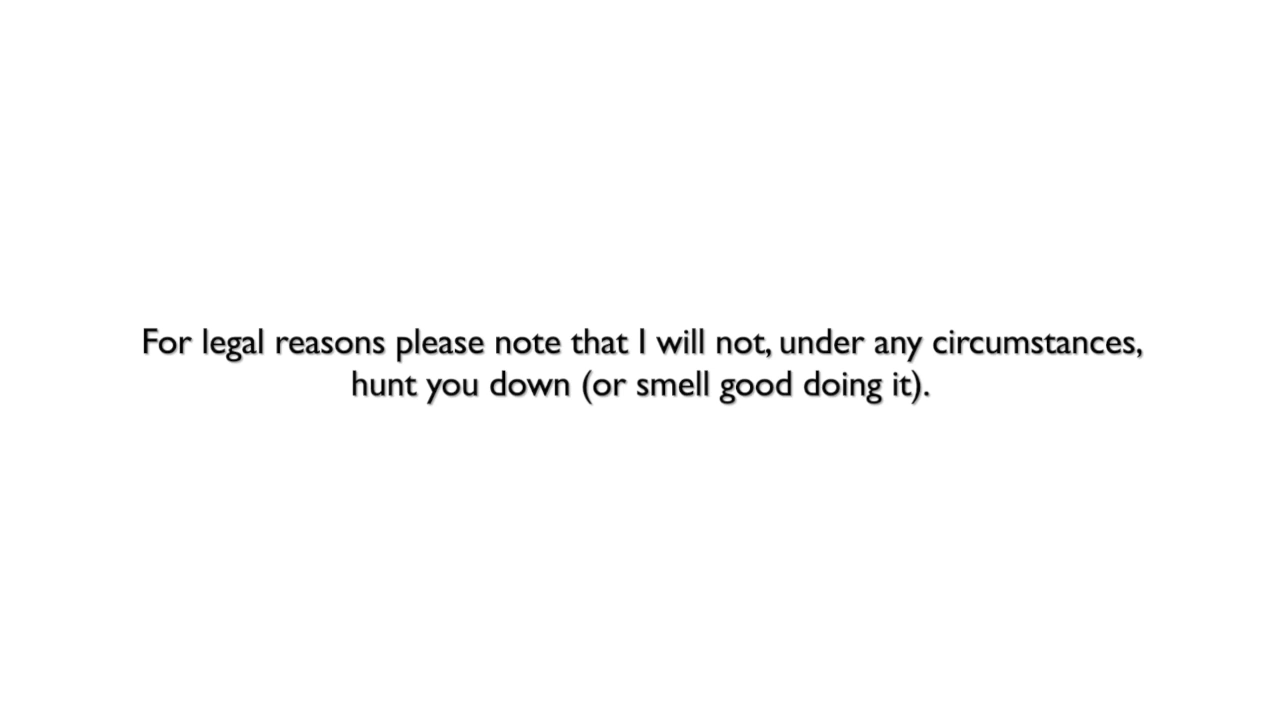 For legal reasons please note that I will not, under any circumstances,
hunt you down (or smell good doing it).